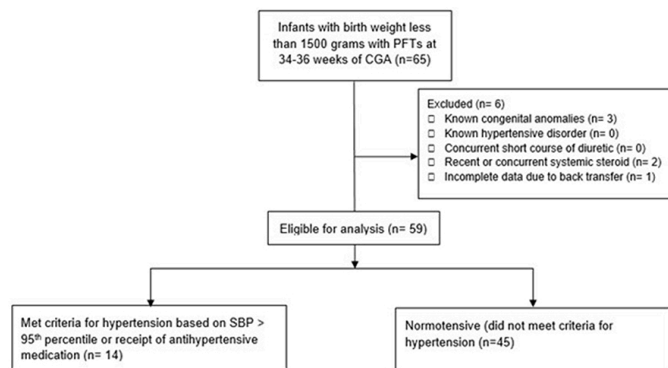 Infants with birth weight less
than 1500 grams with PFTs at
34-36 weeks of CGA (n=65)
Excluded (n= 6)
Known congenital anomalies (n= 3)
Known hypertensive disorder (n= 0)
Concurrent short course of diuretic (n=0)
Recent or concurrent systemic steroid (n= 2)
Incomplete data due to back transfer (n= 1)
Eligible for analysis (n= 59)
Met criteria for hypertension based on SBP >
95th percentile or receipt of antihypertensive
medication (n= 14)
Normotensive (did not meet criteria for
hypertension (n=45)